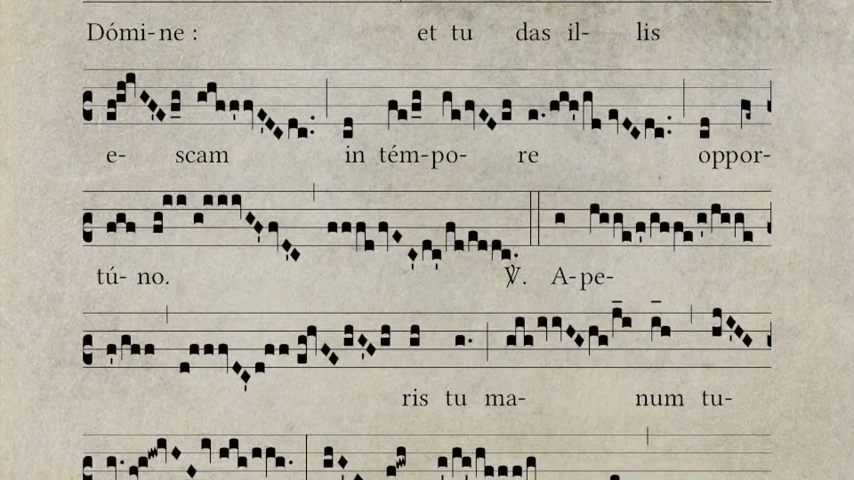 Dómi-ne : et tu das il- lis
e- scam in tém-po- re oppor-
tú- no. ℣. A-pe-
ris tu ma- num tu-